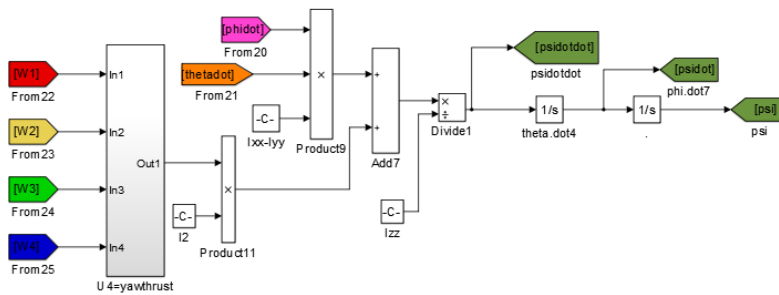 [phidot]
From20
[psidotdot]
psidotdot
[W1]
From22
In1
[thetadot]
From21
×
+
[psidot]
phi.dot7
-C-
Ixx-Iyy
Product9
×
÷
Divide1
1/s
theta.dot4
1/s
.
[psi]
psi
[W2]
From23
In2
+
Add7
Out1
[W3]
From24
In3
×
-C-
I2
Product11
-C-
Izz
[W4]
From25
In4
U4=yawthrust